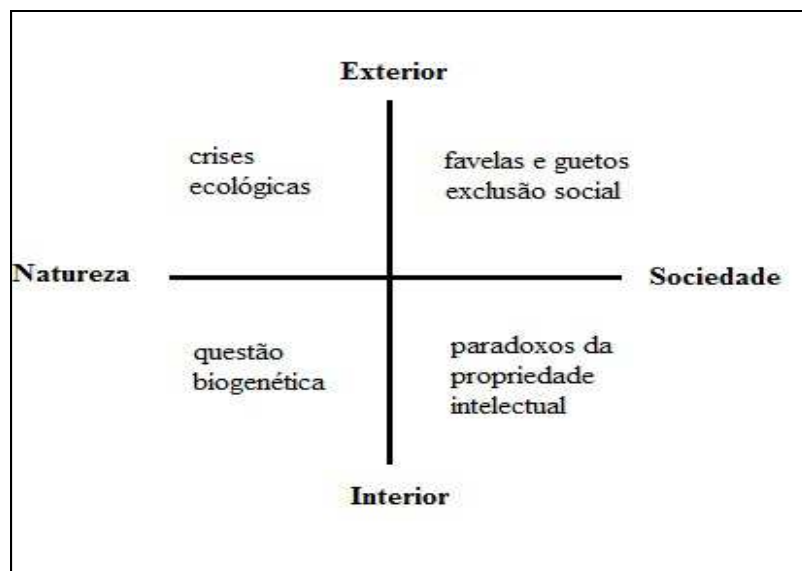 Exterior
crises
ecológicas
favelas e guetos
exclusão social
Natureza
Sociedade
questão
biogenética
paradoxos da
propriedade
intelectual
Interior